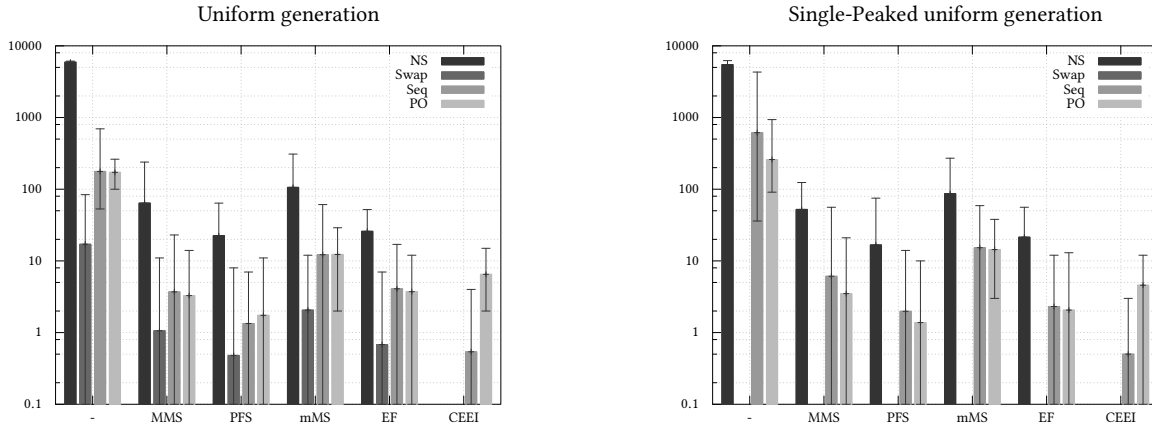 Uniform generation
10000
1000
100
10
1
0.1
NS
Swap
Seq
PO
- MMS PFS mMS EF CEEI
Single-Peaked uniform generation
10000
1000
100
10
1
0.1
NS
Swap
Seq
PO
- MMS PFS mMS EF CEEI